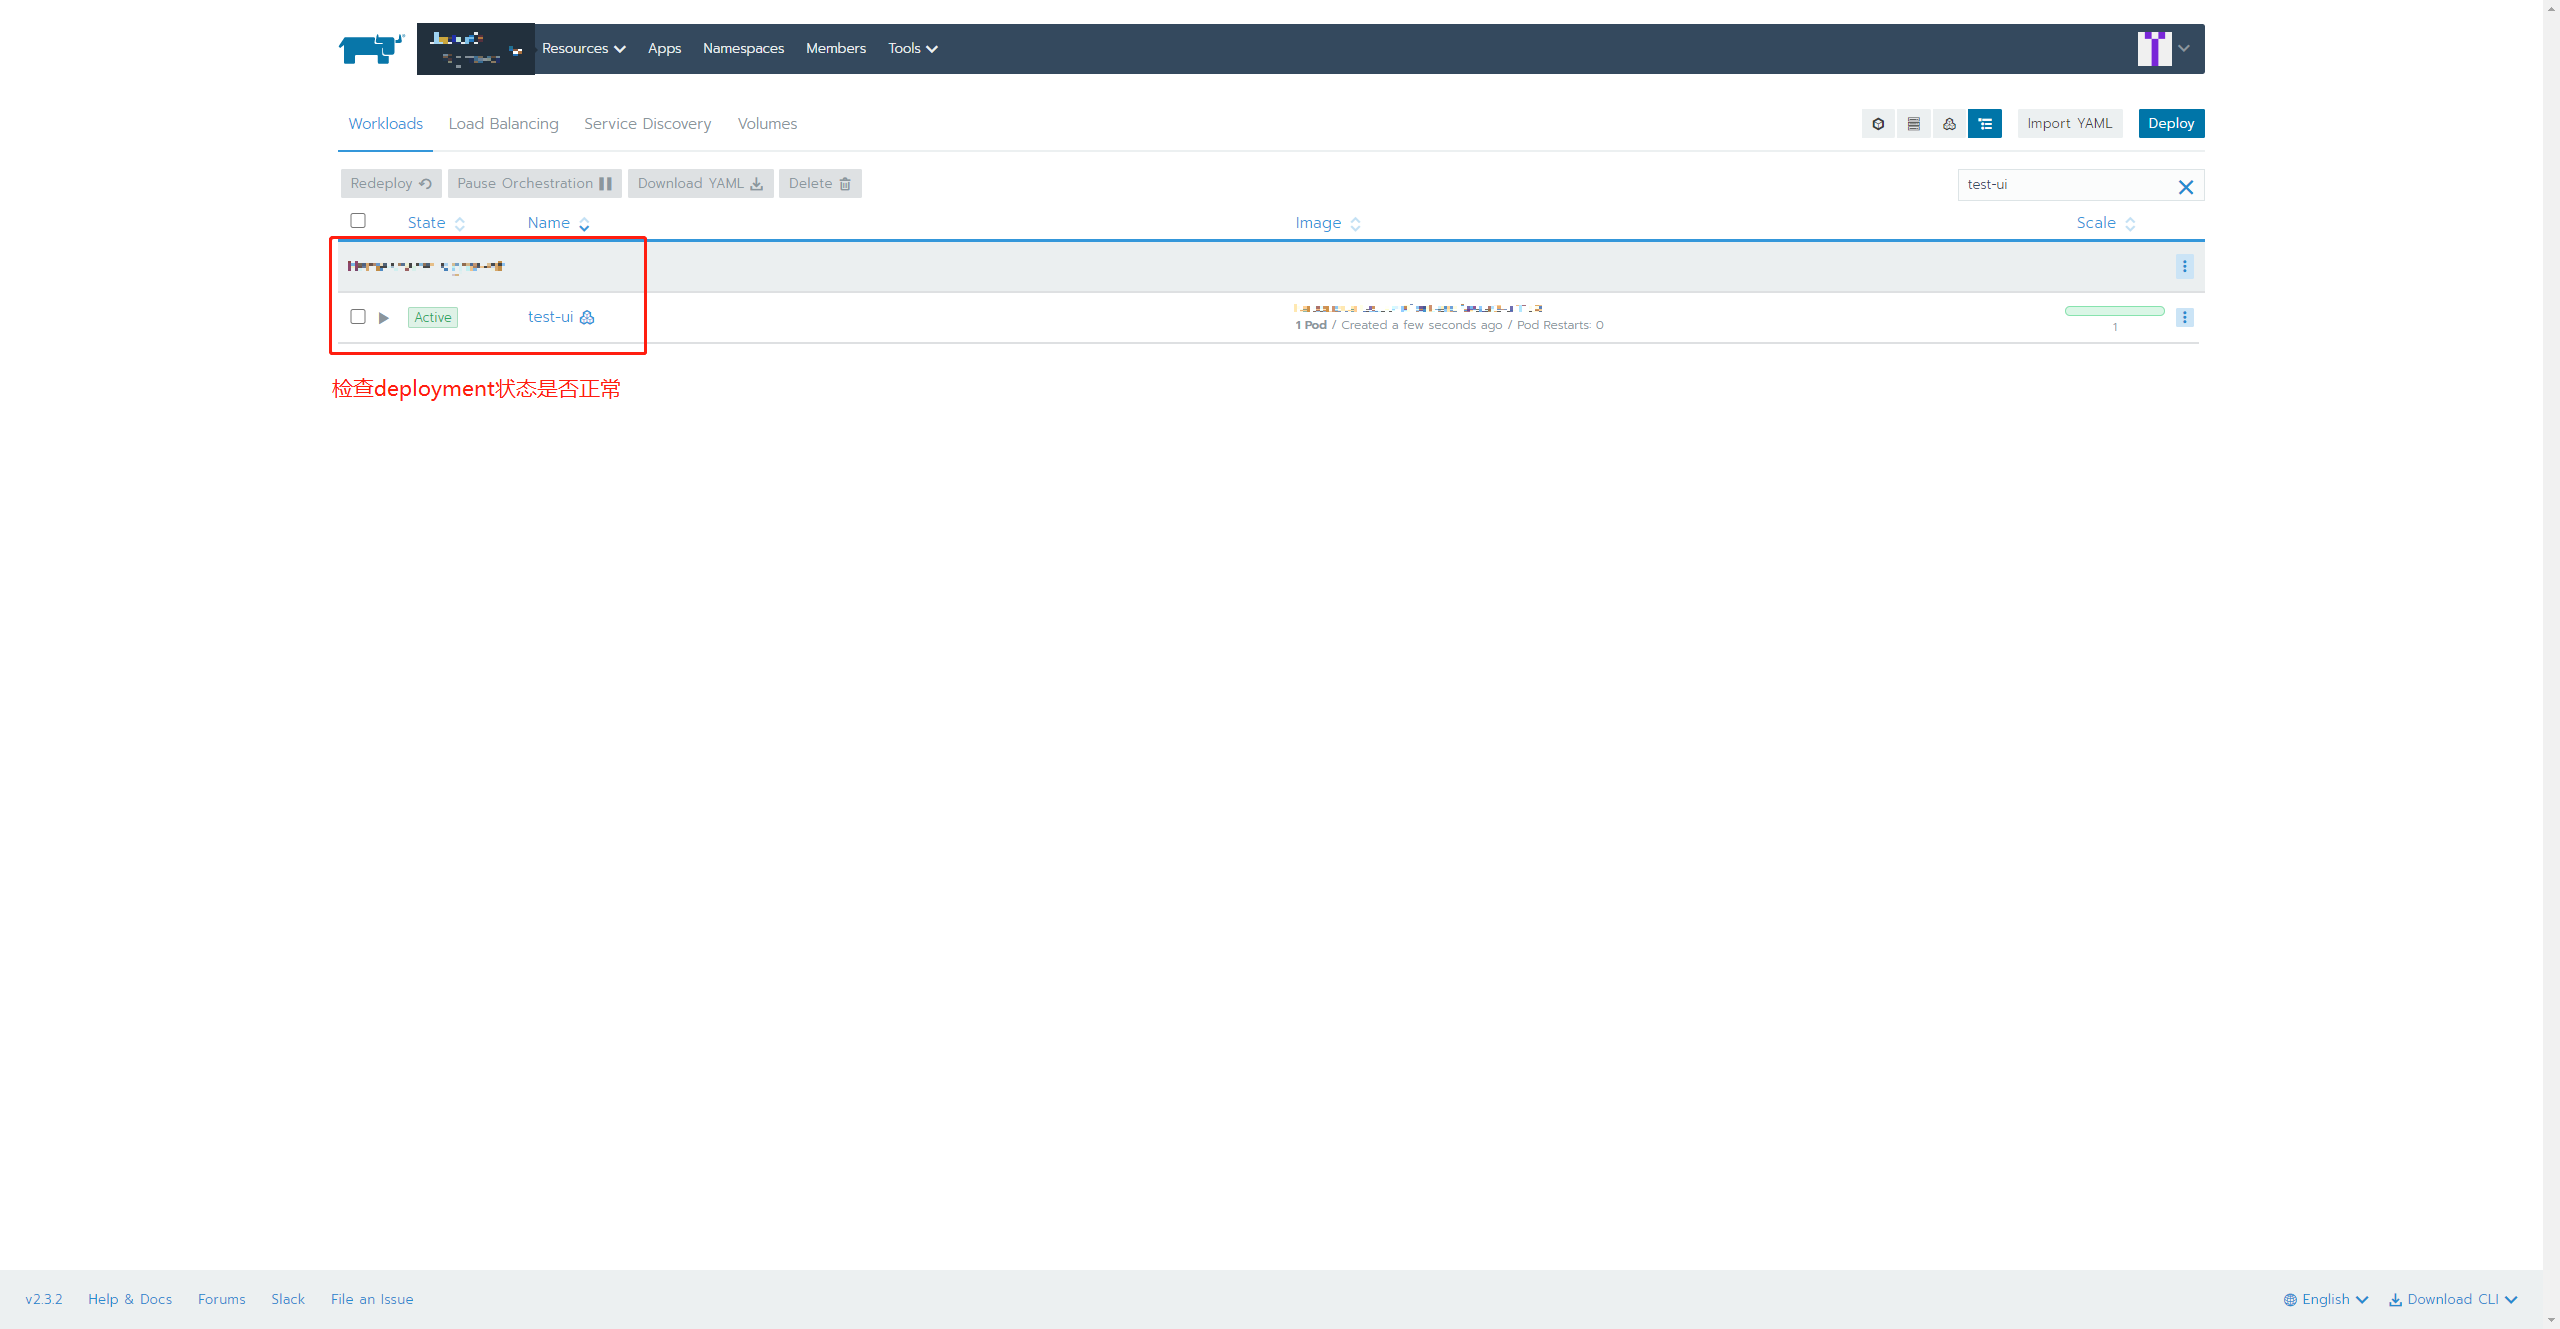 Resources Apps Namespaces Members Tools
Workloads Load Balancing Service Discovery Volumes Import YAML Deploy
Redeploy Pause Orchestration Download YAML Delete test-ui
State Name Image Scale
Active test-ui
1 Pod / Created a few seconds ago / Pod Restarts: 0
1
检查deployment状态是否正常
v2.3.2 Help & Docs Forums Slack File an Issue English Download CLI